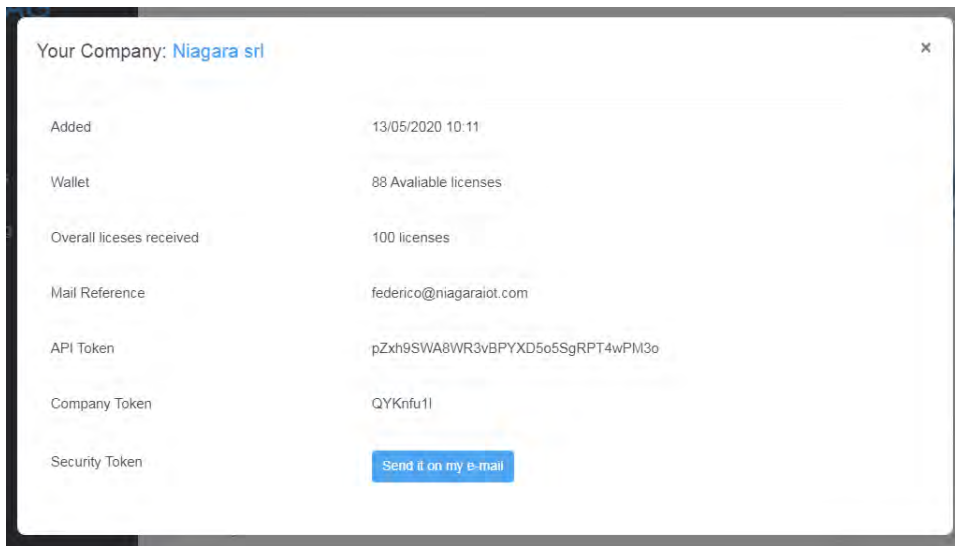 Your Company: Niagara srl
×
Added 13/05/2020 10:11
Wallet 88 Avaliable licenses
Overall liceses received 100 licenses
Mail Reference federico@niagaraiot.com
API Token pZxh9SWA8WR3vBPYXD5o5SgRPT4wPM3o
Company Token QYKnfu1l
Security Token Send it on my e-mail